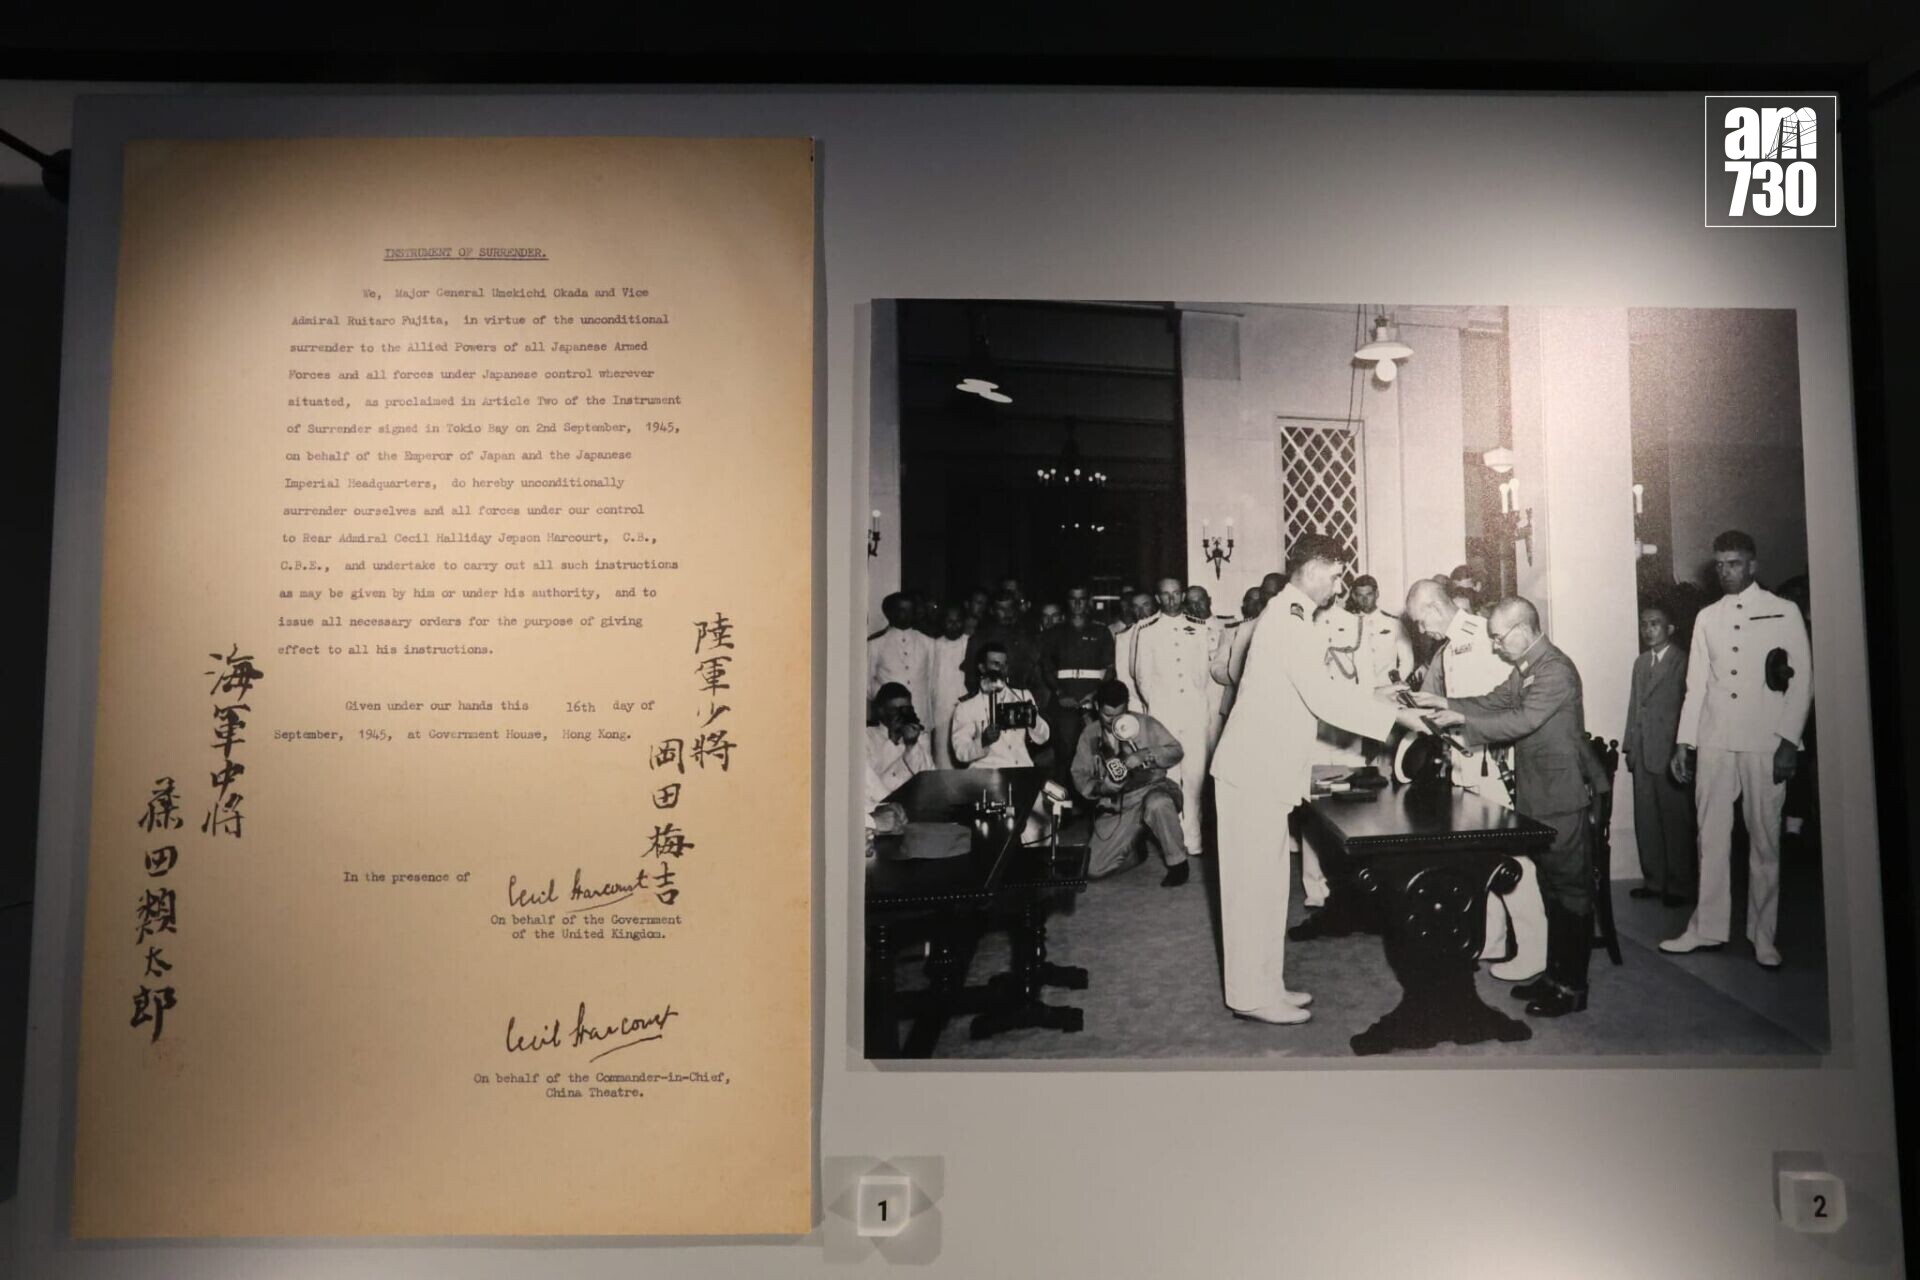 INSTRUMENT OF SURRENDER.
We, Major General Umekichi Okada and Vice
Admiral Ruitaro Fujita, in virtue of the unconditional
surrender to the Allied Powers of all Japanese Armed
Forces and all forces under Japanese control wherever
situated, as proclaimed in Article Two of the Instrument
of Surrender signed in Tokio Bay on 2nd September, 1945,
on behalf of the Emperor of Japan and the Japanese
Imperial Headquarters, do hereby unconditionally
surrender ourselves and all forces under our control
to Rear Admiral Cecil Halliday Jepson Harcourt, C.B.,
C.B.E., and undertake to carry out all such instructions
as may be given by him or under his authority, and to
issue all necessary orders for the purpose of giving
effect to all his instructions.
Given under our hands this 16th day of
September, 1945, at Government House, Hong Kong.
陸軍少將
岡田梅吉
海軍中將
藤田類太郎
In the presence of
Cecil Harcourt
On behalf of the Government
of the United Kingdom.
Cecil Harcourt
On behalf of the Commander-in-Chief,
China Theatre.
1
2
am
730